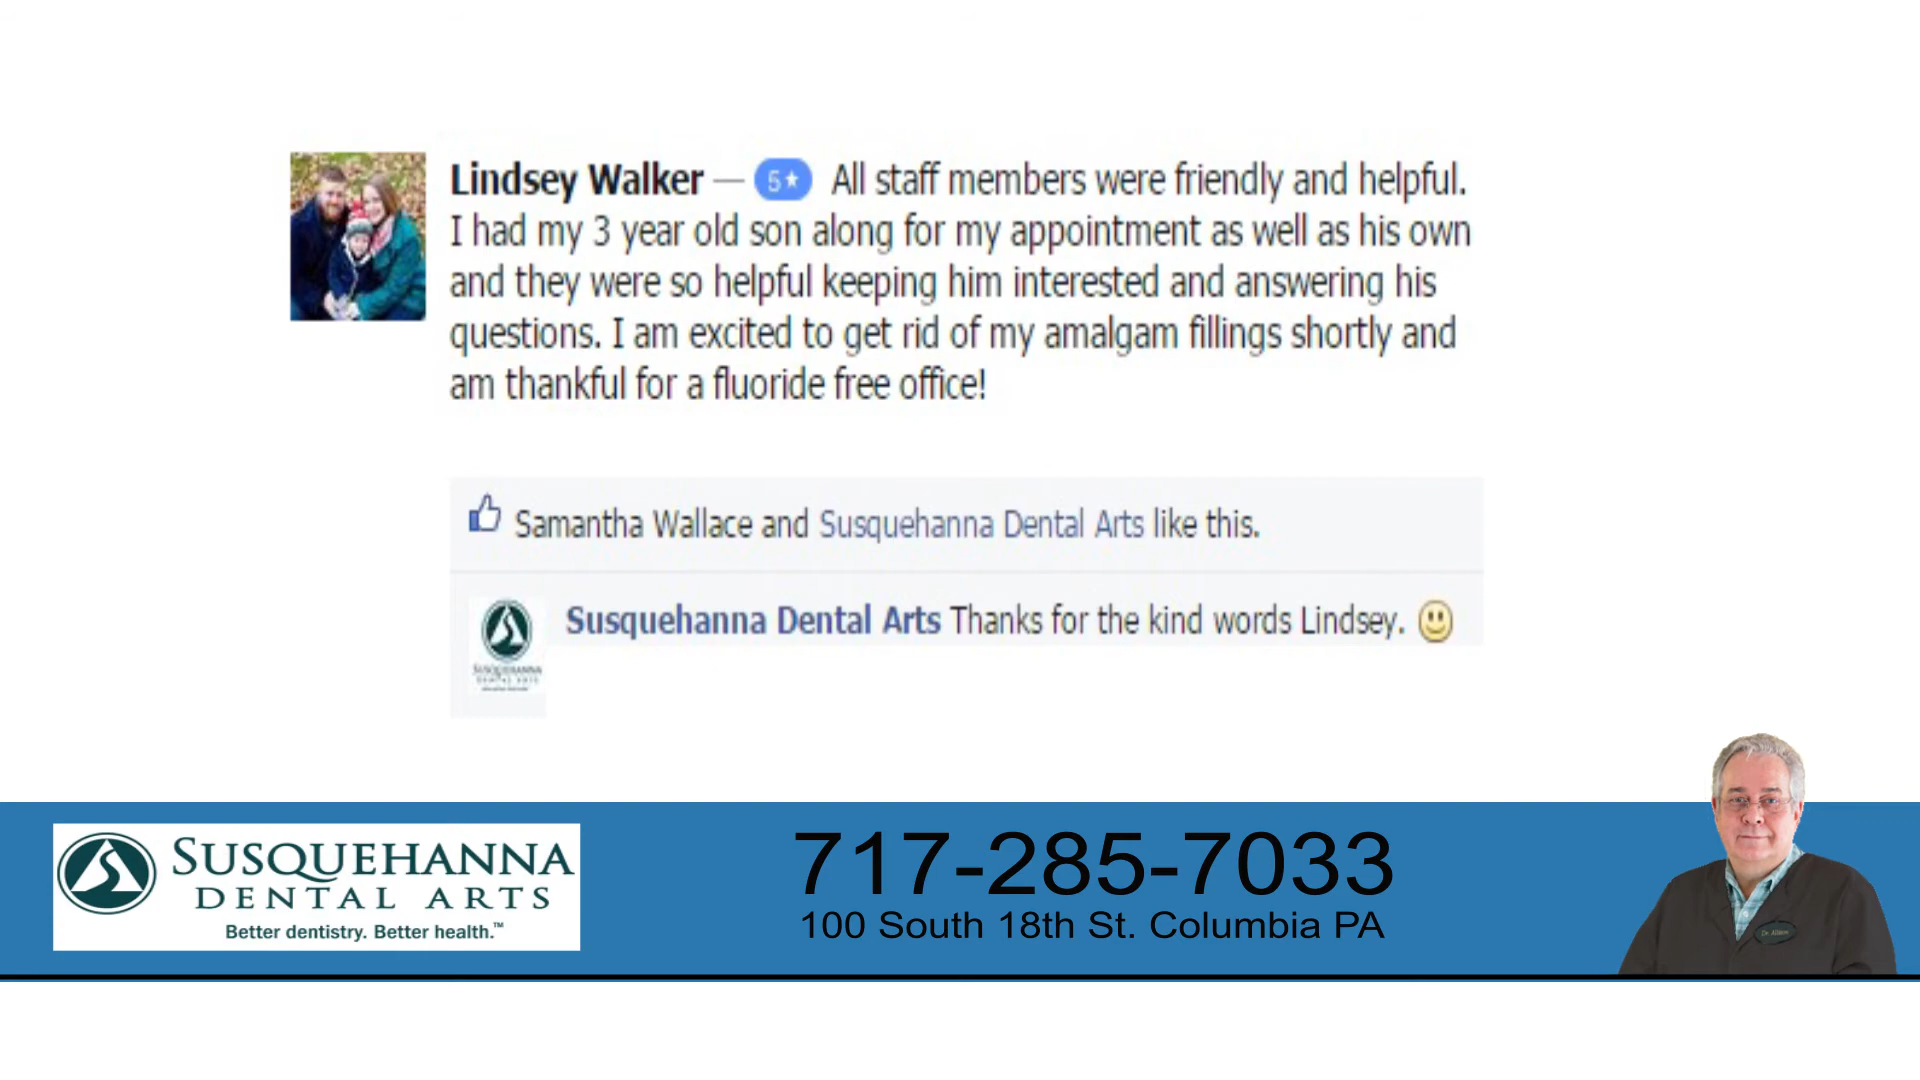 Lindsey Walker — 5★ All staff members were friendly and helpful.
I had my 3 year old son along for my appointment as well as his own
and they were so helpful keeping him interested and answering his
questions. I am excited to get rid of my amalgam fillings shortly and
am thankful for a fluoride free office!
Samantha Wallace and Susquehanna Dental Arts like this.
Susquehanna Dental Arts Thanks for the kind words Lindsey.
SUSQUEHANNA
DENTAL ARTS
SUSQUEHANNA
DENTAL ARTS
Better dentistry. Better health.™
717-285-7033
100 South 18th St. Columbia PA